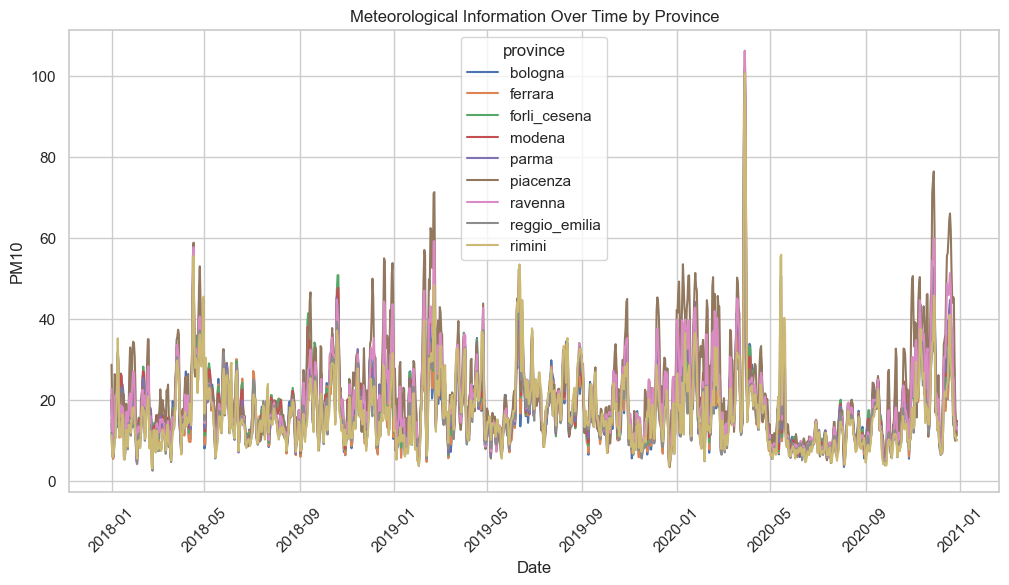 Meteorological Information Over Time by Province
province
bologna
ferrara
forli_cesena
modena
parma
piacenza
ravenna
reggio_emilia
rimini
PM10
100
80
60
40
20
0
2018-01
2018-05
2018-09
2019-01
2019-05
2019-09
2020-01
2020-05
2020-09
2021-01
Date